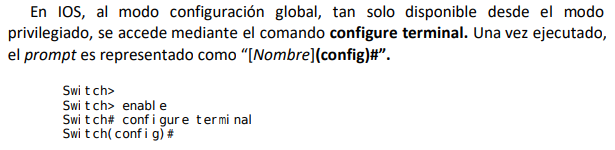 En IOS, al modo configuración global, tan solo disponible desde el modo
privilegiado, se accede mediante el comando configure terminal. Una vez ejecutado,
el prompt es representado como “[Nombre](config)#”.
Switch>
Switch> enable
Switch# configure terminal
Switch(config)#